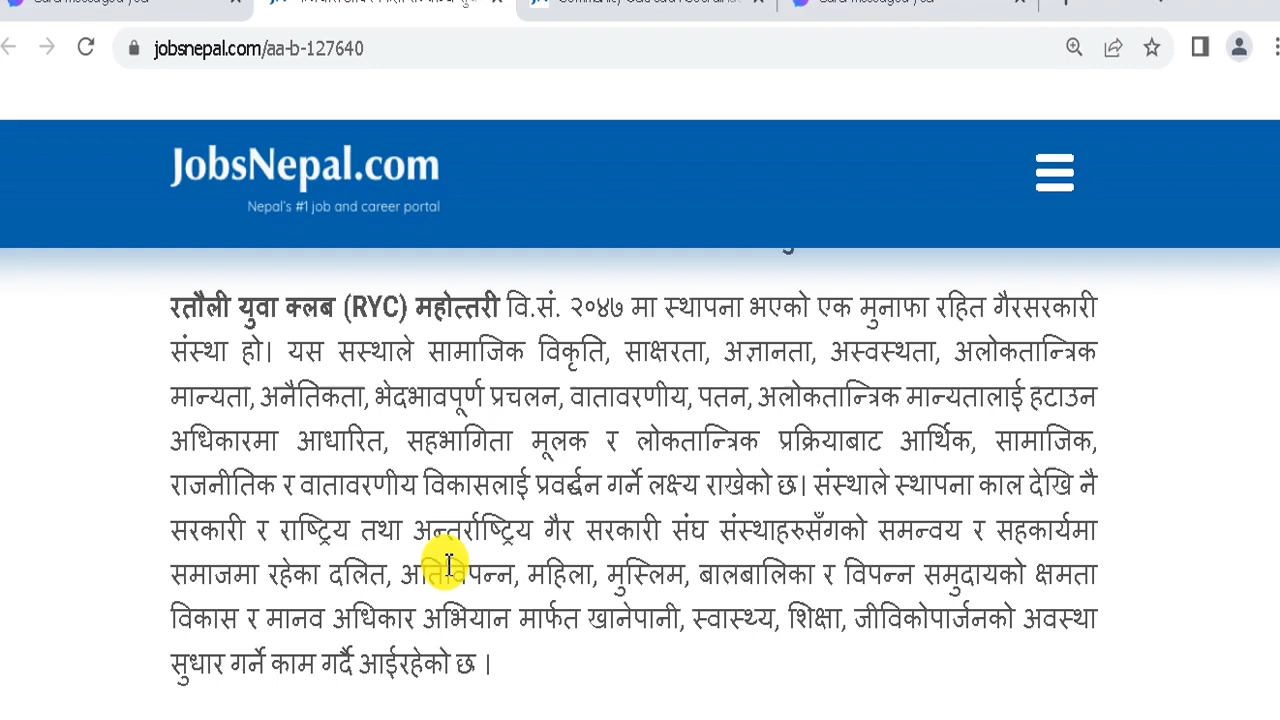 jobsnepal.com/aa-b-127640
JobsNepal.com
Nepal's #1 job and career portal
रतौली युवा क्लब (RYC) महोत्तरी वि.सं. २०४७ मा स्थापना भएको एक मुनाफा रहित गैरसरकारी
संस्था हो। यस सस्थाले सामाजिक विकृति, साक्षरता, अज्ञानता, अस्वस्थता, अलोकतान्त्रिक
मान्यता, अनैतिकता, भेदभावपूर्ण प्रचलन, वातावरणीय, पतन, अलोकतान्त्रिक मान्यतालाई हटाउन
अधिकारमा आधारित, सहभागिता मूलक र लोकतान्त्रिक प्रक्रियाबाट आर्थिक, सामाजिक,
राजनीतिक र वातावरणीय विकासलाई प्रवर्द्धन गर्ने लक्ष्य राखेको छ। संस्थाले स्थापना काल देखि नै
सरकारी र राष्ट्रिय तथा अन्तर्राष्ट्रिय गैर सरकारी संघ संस्थाहरुसँगको समन्वय र सहकार्यमा
समाजमा रहेका दलित, अतिविपन्न, महिला, मुस्लिम, बालबालिका र विपन्न समुदायको क्षमता
विकास र मानव अधिकार अभियान मार्फत खानेपानी, स्वास्थ्य, शिक्षा, जीविकोपार्जनको अवस्था
सुधार गर्ने काम गर्दै आईरहेको छ ।